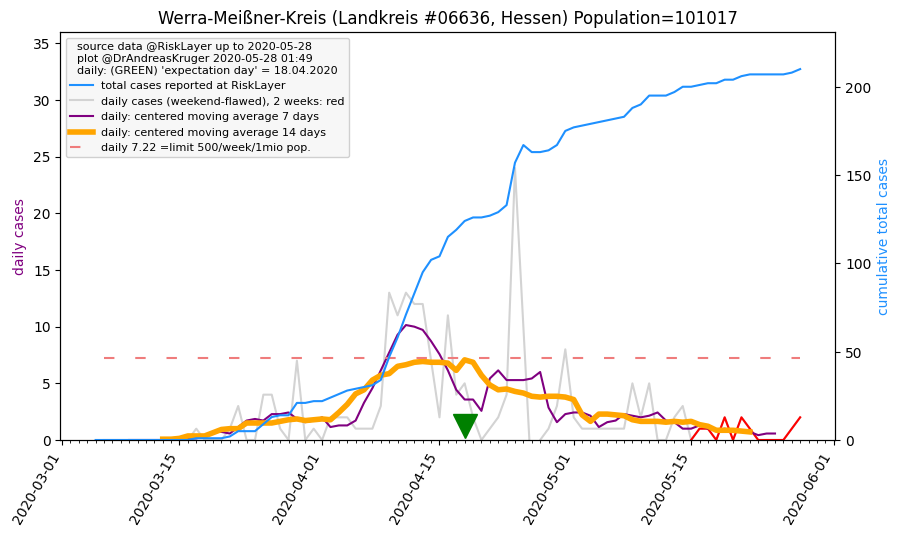 Werra-Meißner-Kreis (Landkreis #06636, Hessen) Population=101017
source data @RiskLayer up to 2020-05-28
plot @DrAndreasKruger 2020-05-28 01:49
daily: (GREEN) 'expectation day' = 18.04.2020
total cases reported at RiskLayer
daily cases (weekend-flawed), 2 weeks: red
daily: centered moving average 7 days
daily: centered moving average 14 days
daily 7.22 =limit 500/week/1mio pop.
daily cases
35
30
25
20
15
10
5
0
cumulative total cases
200
150
100
50
0
2020-03-01
2020-03-15
2020-04-01
2020-04-15
2020-05-01
2020-05-15
2020-06-01